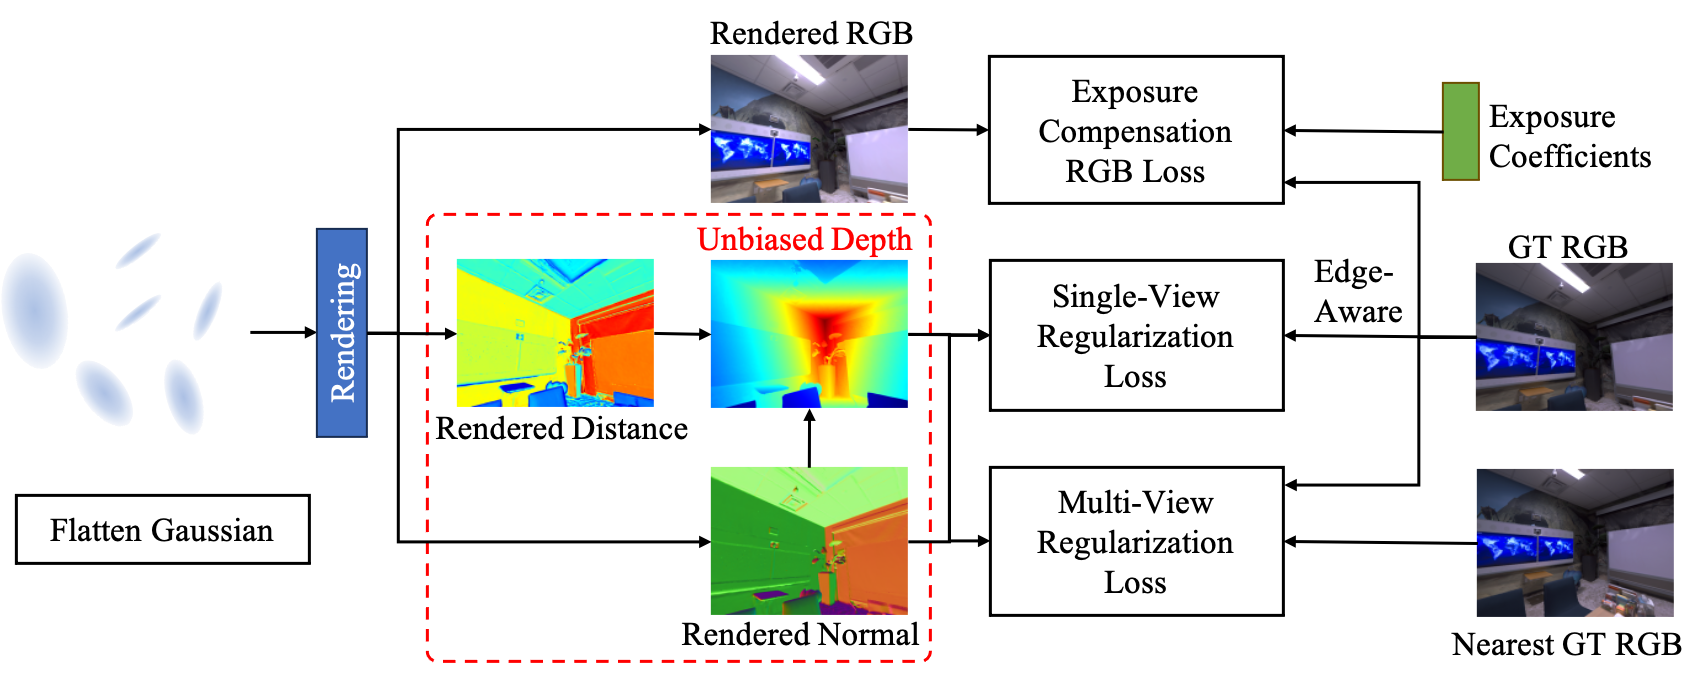 Rendered RGB
Exposure
Compensation
RGB Loss
Exposure
Coefficients
Unbiased Depth
GT RGB
Rendering
Single-View
Regularization
Loss
Edge-
Aware
Rendered Distance
Flatten Gaussian
Multi-View
Regularization
Loss
Rendered Normal
Nearest GT RGB